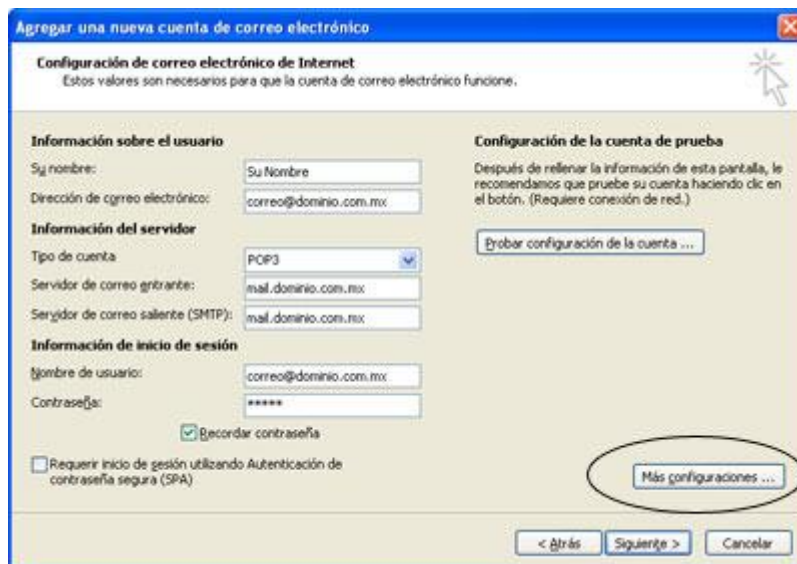 Agregar una nueva cuenta de correo electrónico
Configuración de correo electrónico de Internet
Estos valores son necesarios para que la cuenta de correo electrónico funcione.
Información sobre el usuario
Su nombre:
Su Nombre
Dirección de correo electrónico:
correo@dominio.com.mx
Información del servidor
Tipo de cuenta
POP3
Servidor de correo entrante:
mail.dominio.com.mx
Servidor de correo saliente (SMTP):
mail.dominio.com.mx
Información de inicio de sesión
Nombre de usuario:
correo@dominio.com.mx
Contraseña:
*****
Recordar contraseña
Requerir inicio de sesión utilizando Autenticación de
contraseña segura (SPA)
Configuración de la cuenta de prueba
Después de rellenar la información de esta pantalla, le
recomendamos que pruebe su cuenta haciendo clic en
el botón. (Requiere conexión de red.)
Probar configuración de la cuenta ...
Más configuraciones ...
< Atrás
Siguiente >
Cancelar